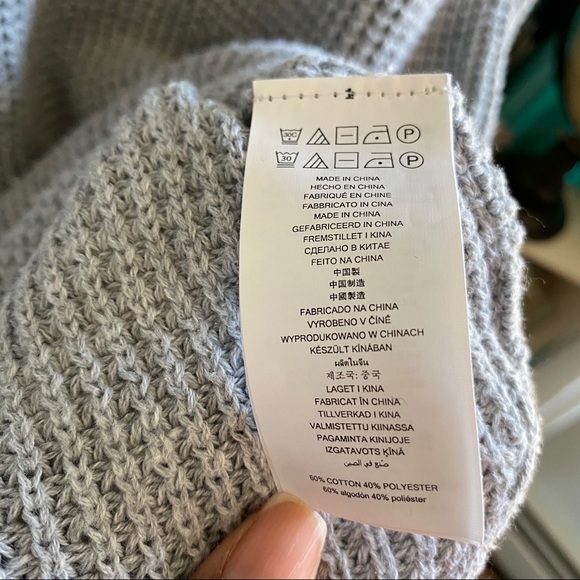 30C P
30 P
MADE IN CHINA
HECHO EN CHINA
FABRIQUÉ EN CHINE
FABBRICATO IN CINA
MADE IN CHINA
GEFABRICEERD IN CHINA
FREMSTILLET I KINA
СДЕЛАНО В КИТАЕ
FEITO NA CHINA
中国製
中国制造
中國製造
FABRICADO NA CHINA
VYROBENO V ČÍNĚ
WYPRODUKOWANO W CHINACH
KÉSZÜLT KÍNÁBAN
ผลิตในจีน
제조국: 중국
LAGET I KINA
FABRICAT ÎN CHINA
TILLVERKAD I KINA
VALMISTETTU KIINASSA
PAGAMINTA KINIJOJE
IZGATAVOTS ĶĪNĀ
صنع في الصين
60% COTTON 40% POLYESTER
60% algodón 40% poliéster